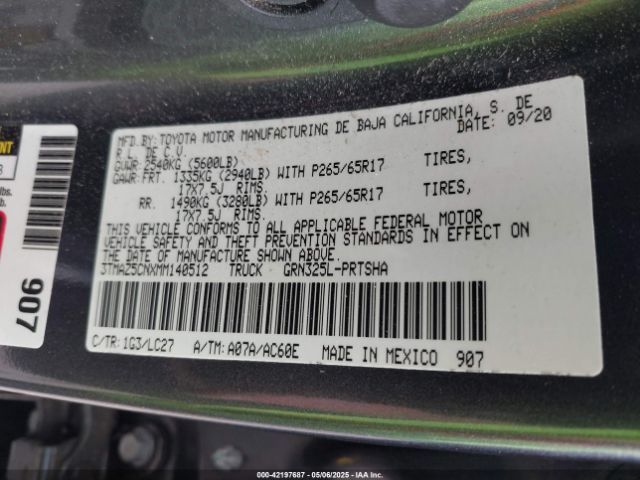 MFD.BY: TOYOTA MOTOR MANUFACTURING DE BAJA CALIFORNIA, S. DE
R.L. DE C.V. DATE: 09/20
GVWR: 2540KG (5600LB)
GAWR: FRT. 1335KG (2940LB) WITH P265/65R17 TIRES,
17X7.5J RIMS.
RR. 1490KG (3280LB) WITH P265/65R17 TIRES,
17X7.5J RIMS.
THIS VEHICLE CONFORMS TO ALL APPLICABLE FEDERAL MOTOR
VEHICLE SAFETY AND THEFT PREVENTION STANDARDS IN EFFECT ON
THE DATE OF MANUFACTURE SHOWN ABOVE.
3TMAZ5CNXMM140512 TRUCK GRN325L-PRTSHA
C/TR: 1G3/LC27 A/TM: A07A/AC60E MADE IN MEXICO 907
907
lbs.
00-42197687 - 05/06/2025 - IAAI.COM